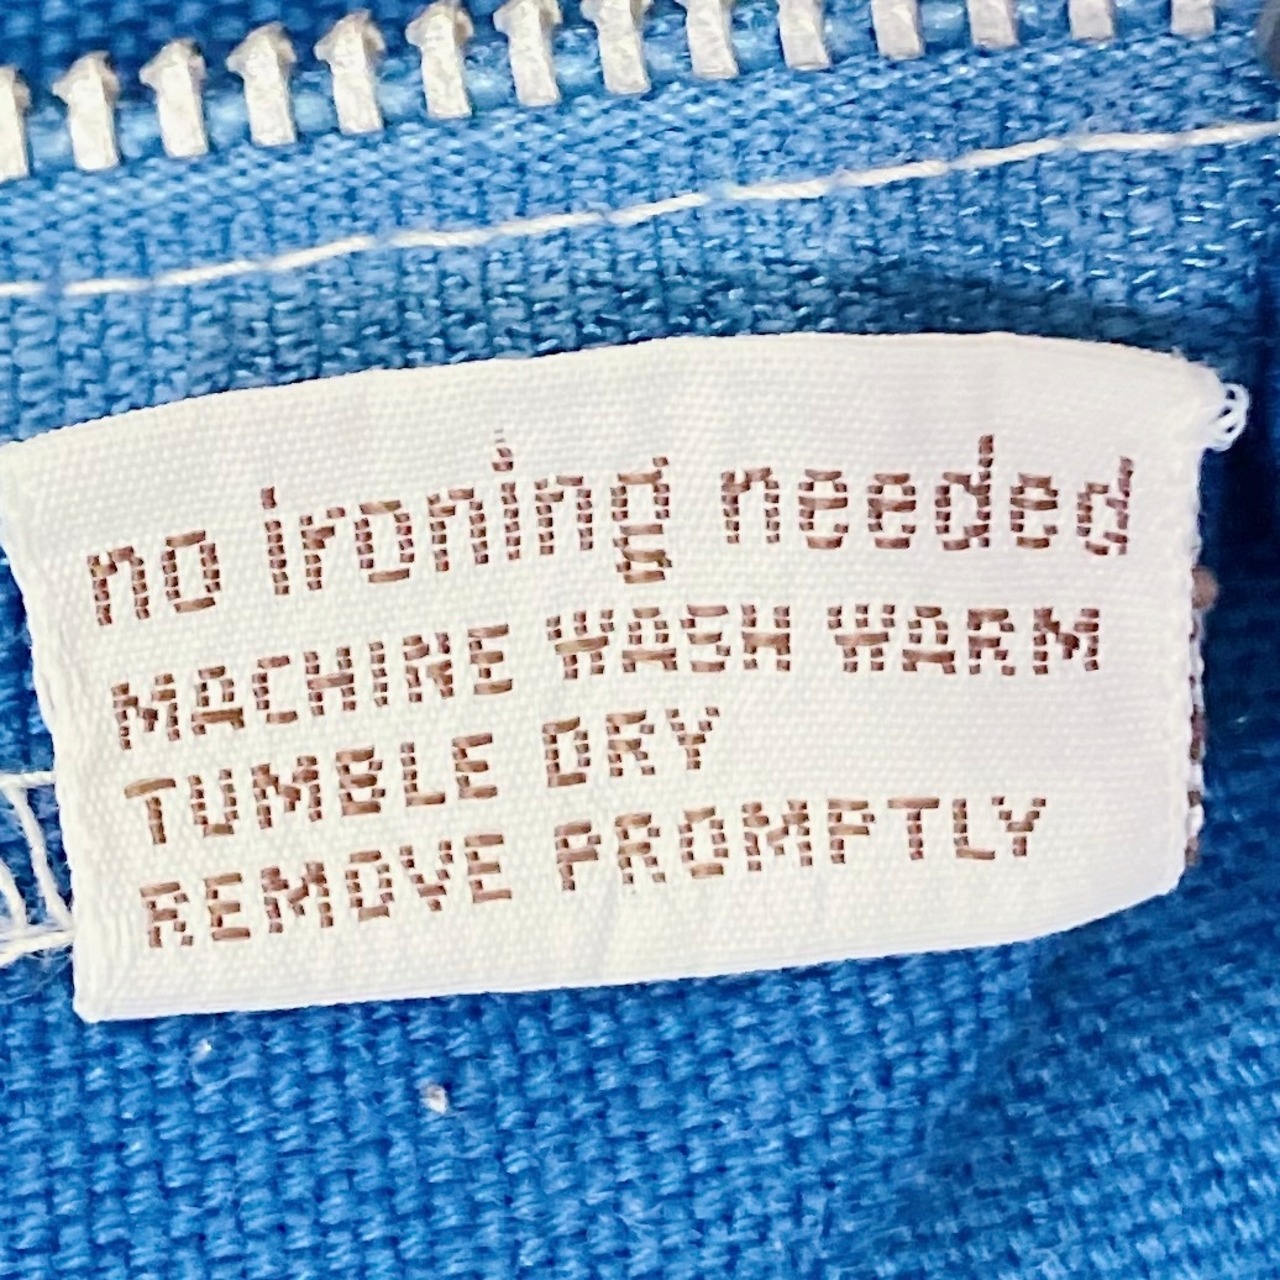 no ironing needed
MACHINE WASH WARM
TUMBLE DRY
REMOVE PROMPTLY